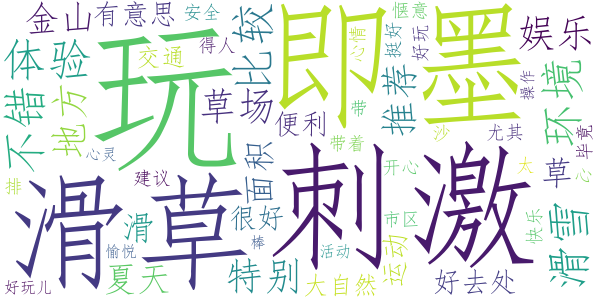 金山
有意思
安全
惬意
得人
交通
比较
心情
挺好
好玩
娱乐
体验
玩
即墨
推荐
操作
环境
不错
地方
草场
便利
带
沙
尤其
毕竟
心灵
带着
排
建议
面积
刺激
开心
大
草
心
滑草
滑
很好
市区
快乐
滑雪
愉悦
棒
活动
运动
好玩儿
夏天
特别
大自然
好去处